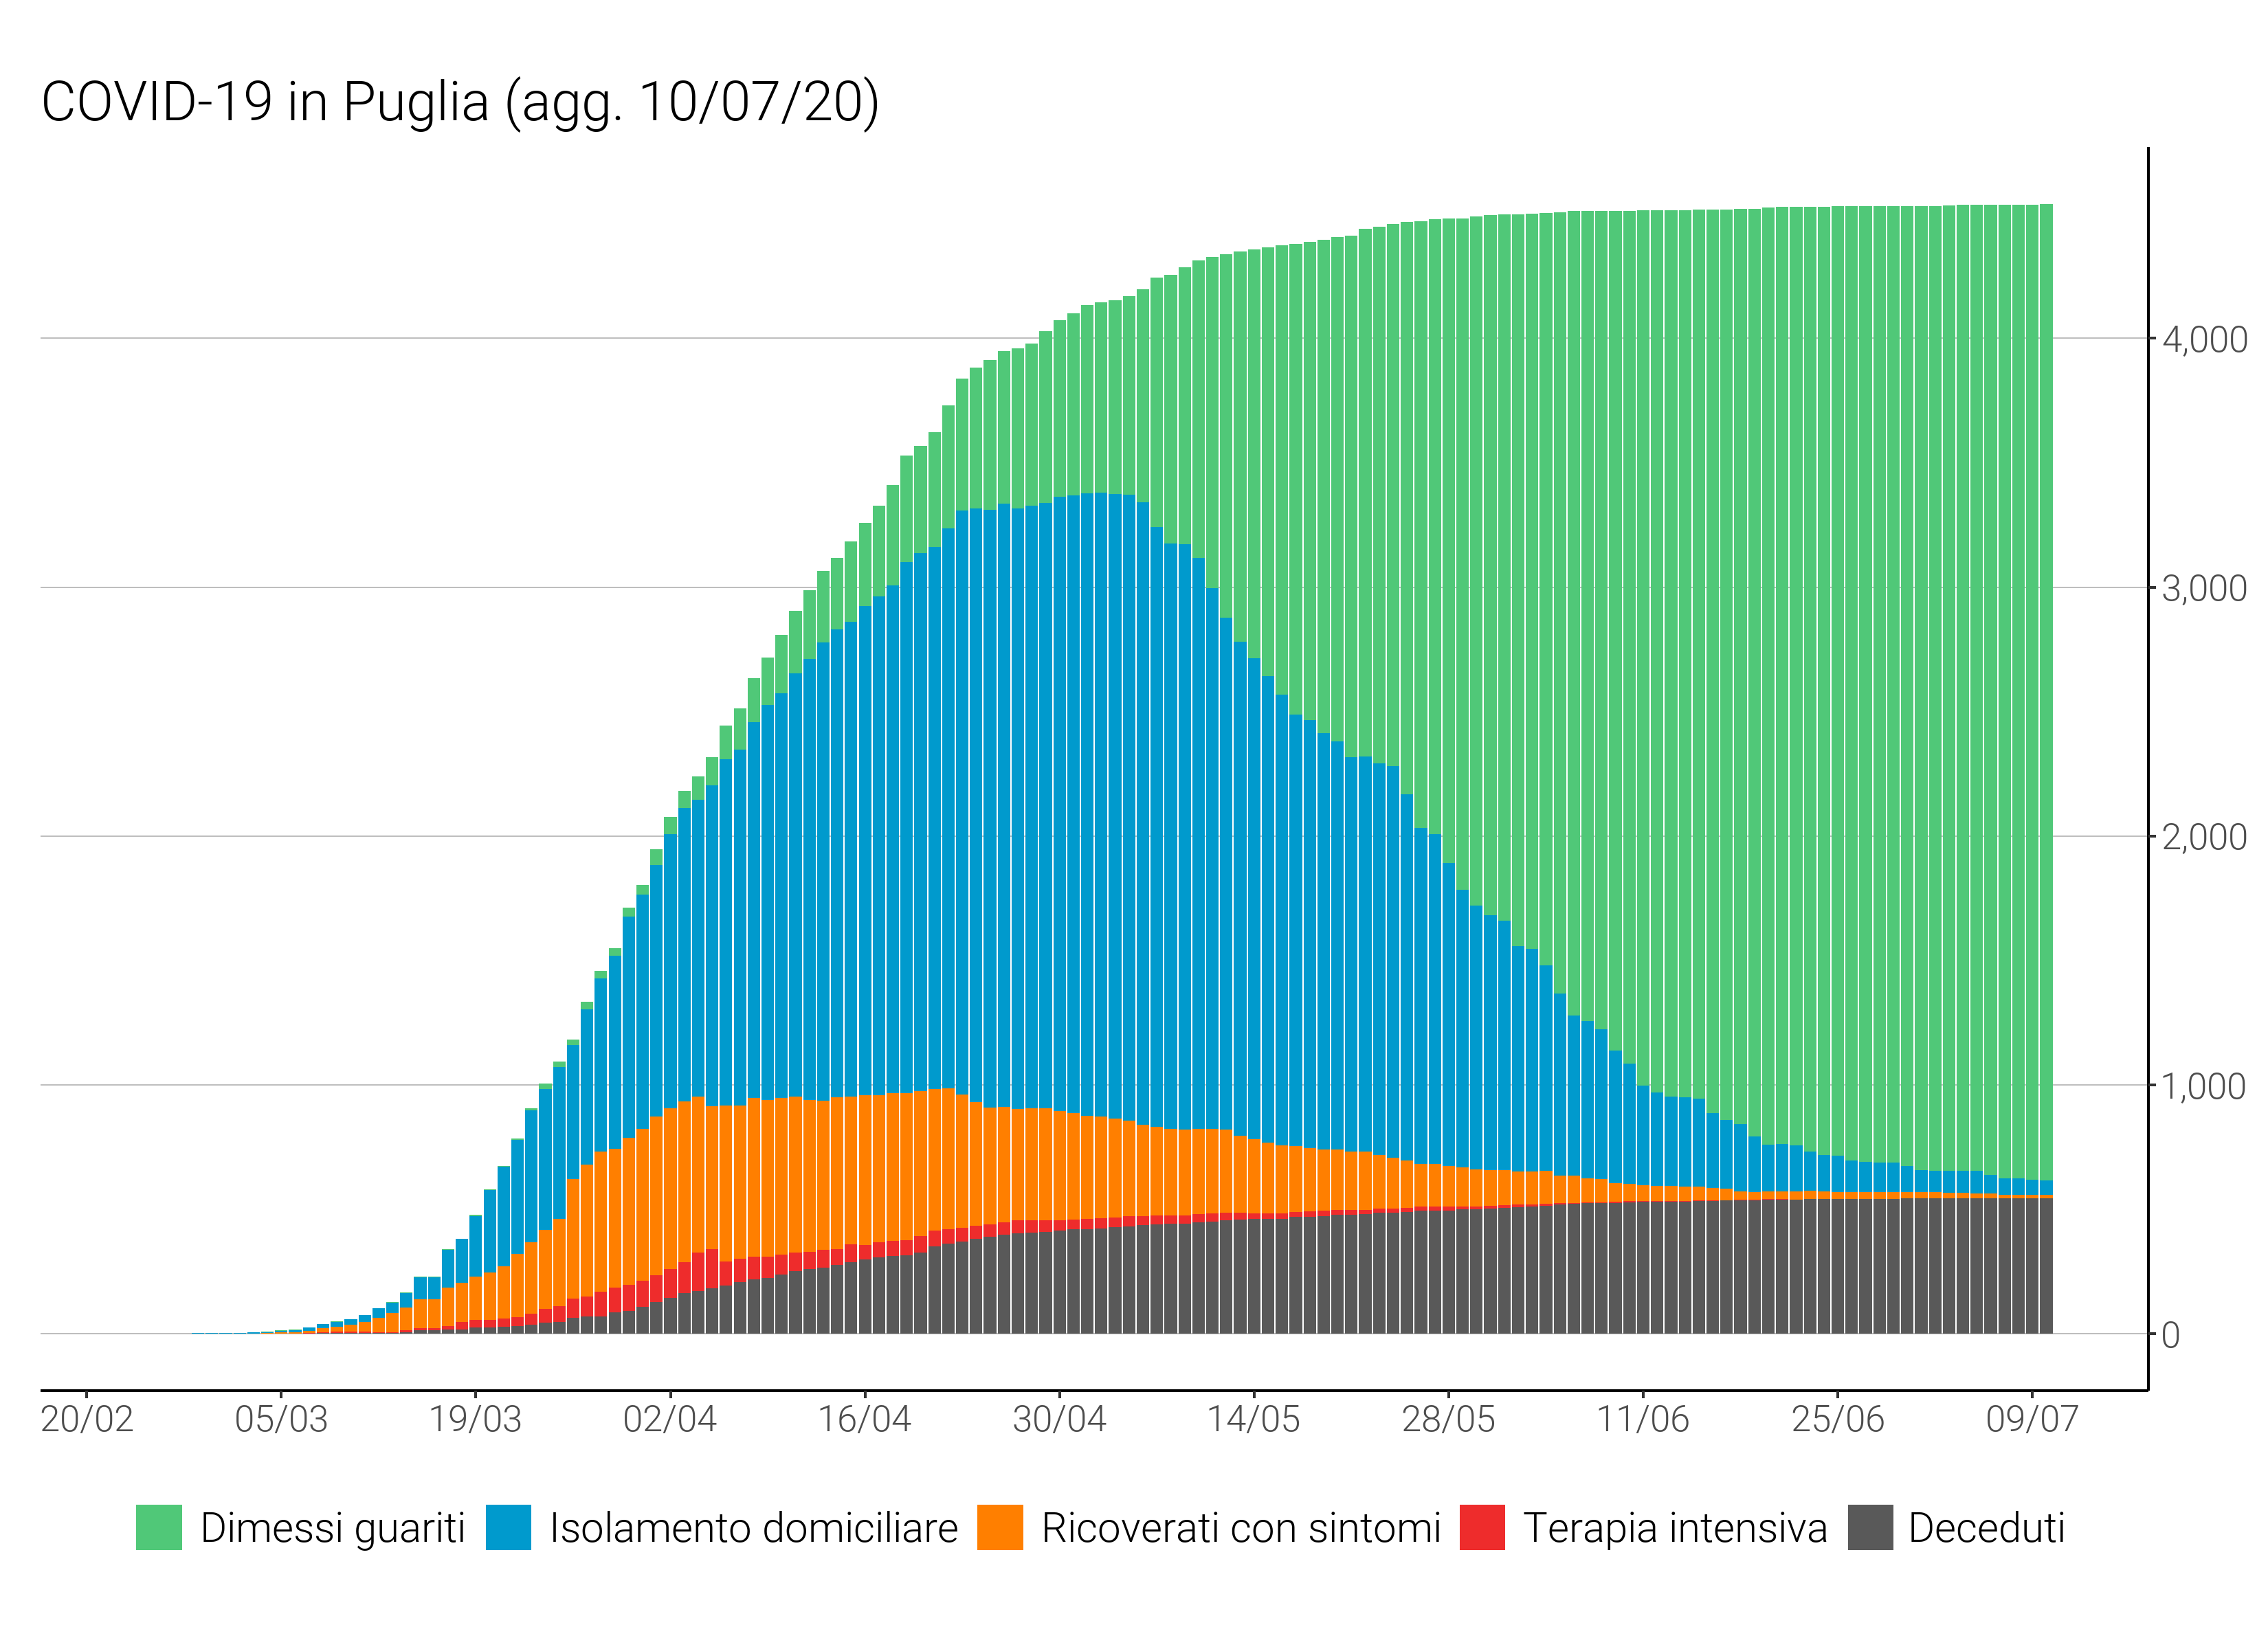 COVID-19 in Puglia (agg. 10/07/20)
4,000
3,000
2,000
1,000
0
20/02 05/03 19/03 02/04 16/04 30/04 14/05 28/05 11/06 25/06 09/07
Dimessi guariti Isolamento domiciliare Ricoverati con sintomi Terapia intensiva Deceduti